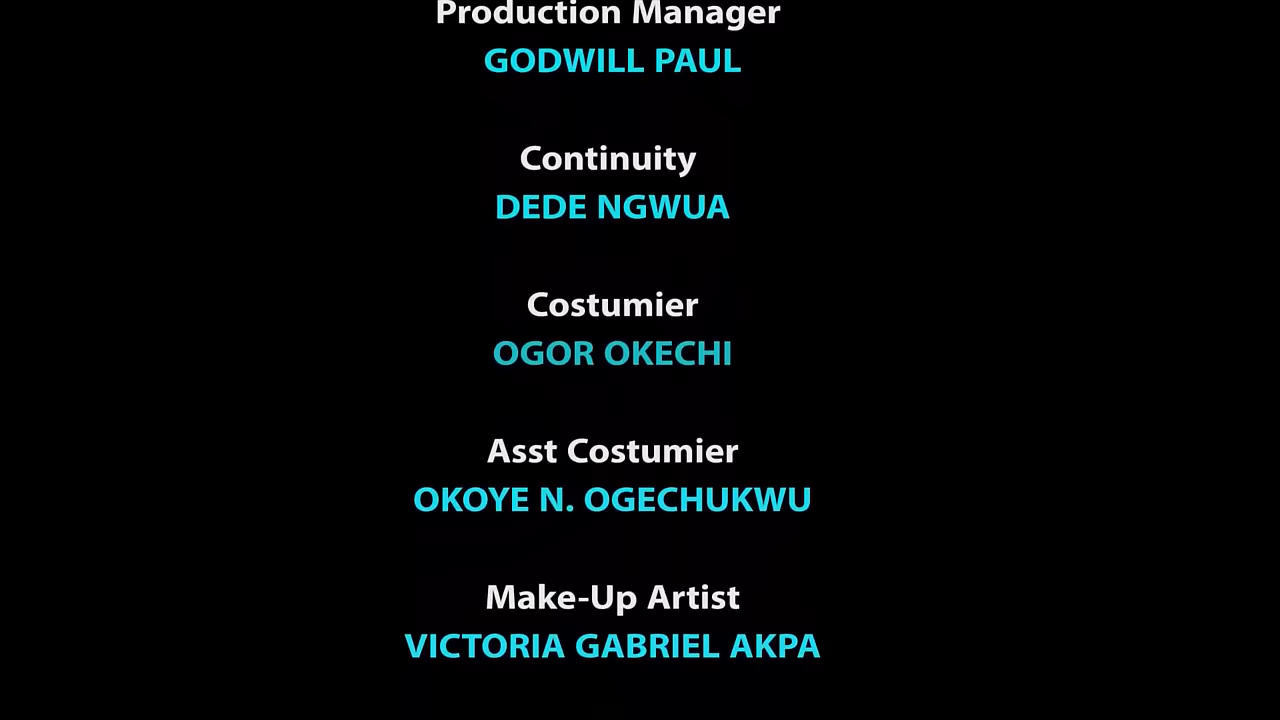 Production Manager
GODWILL PAUL
Continuity
DEDE NGWUA
Costumier
OGOR OKECHI
Asst Costumier
OKOYE N. OGECHUKWU
Make-Up Artist
VICTORIA GABRIEL AKPA